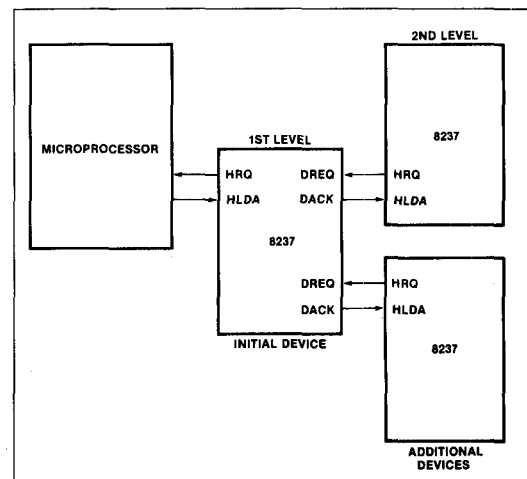 2ND LEVEL
MICROPROCESSOR
1ST LEVEL
8237
HRQ
DREQ
HRQ
HLDA
DACK
HLDA
8237
DREQ
HRQ
DACK
HLDA
8237
INITIAL DEVICE
ADDITIONAL
DEVICES